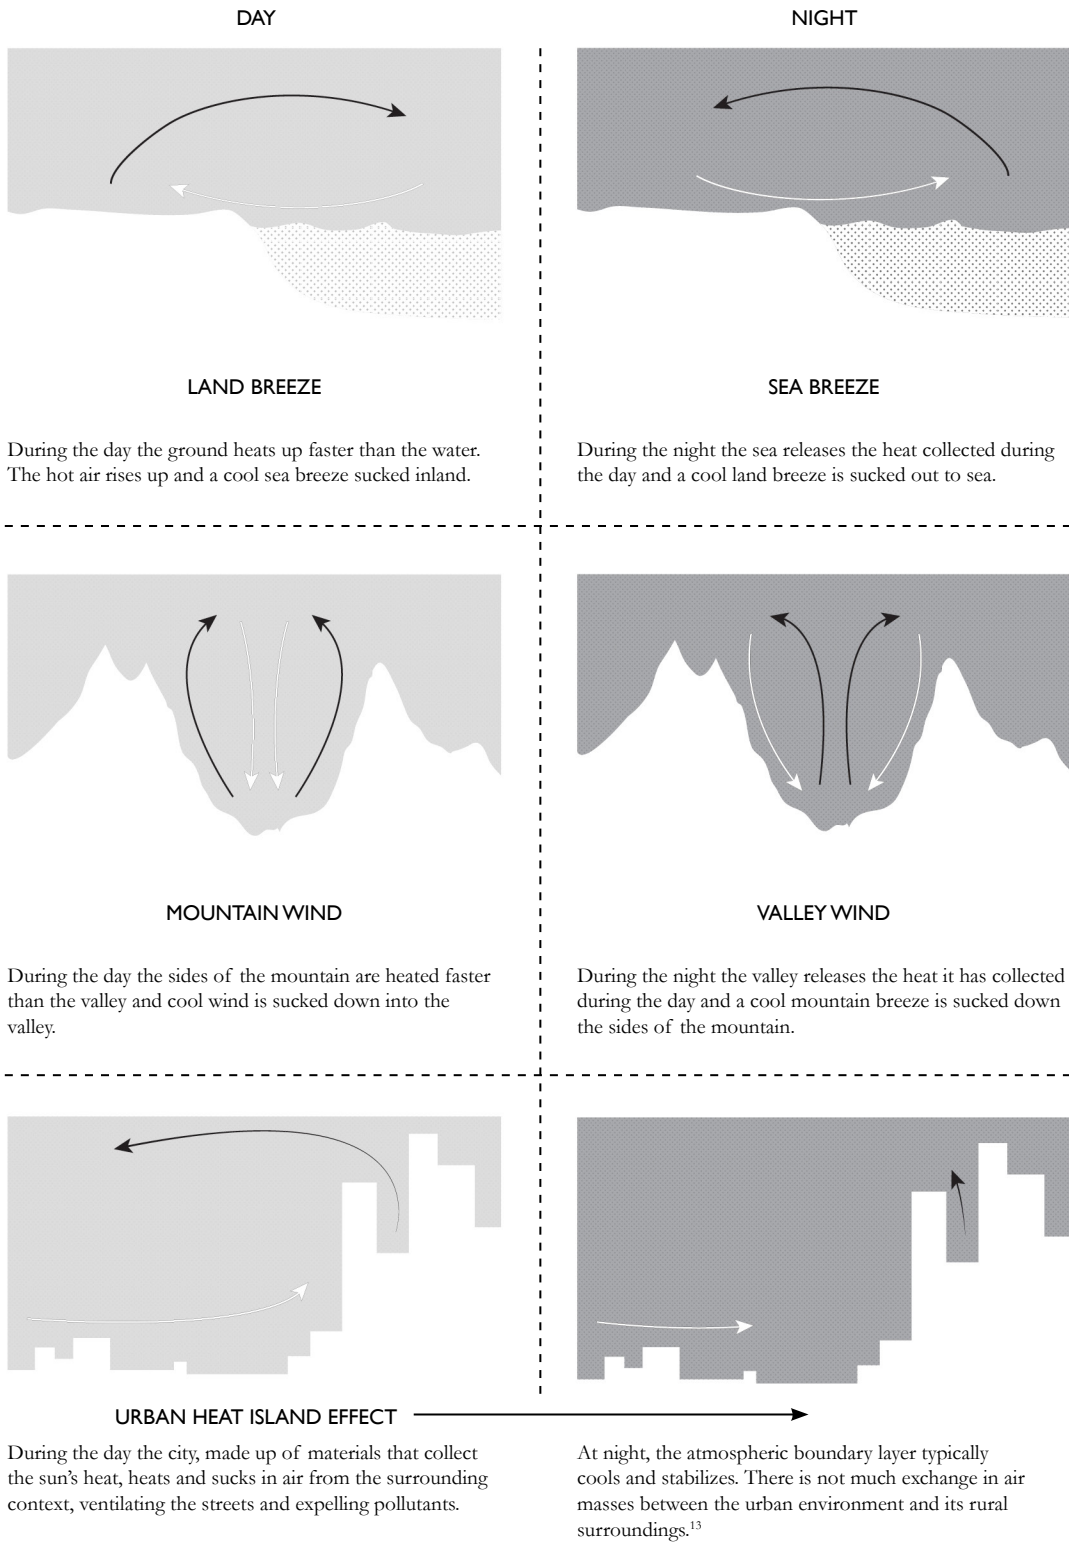 DAY
NIGHT
LAND BREEZE
During the day the ground heats up faster than the water.
The hot air rises up and a cool sea breeze sucked inland.
SEA BREEZE
During the night the sea releases the heat collected during
the day and a cool land breeze is sucked out to sea.
MOUNTAIN WIND
During the day the sides of the mountain are heated faster
than the valley and cool wind is sucked down into the
valley.
VALLEY WIND
During the night the valley releases the heat it has collected
during the day and a cool mountain breeze is sucked down
the sides of the mountain.
URBAN HEAT ISLAND EFFECT
During the day the city, made up of materials that collect
the sun's heat, heats and sucks in air from the surrounding
context, ventilating the streets and expelling pollutants.
At night, the atmospheric boundary layer typically
cools and stabilizes. There is not much exchange in air
masses between the urban environment and its rural
surroundings.¹³